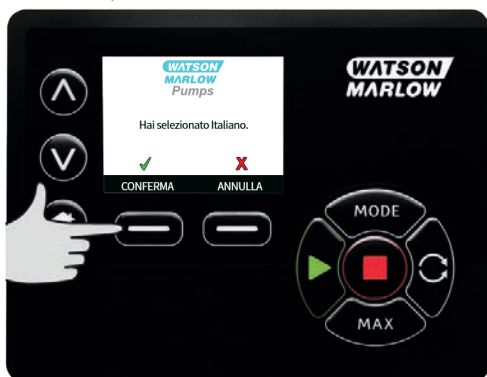 WATSON
MARLOW
Pumps
Hai selezionato Italiano.
CONFERMA
ANNULLA
WATSON
MARLOW
MODE
MAX